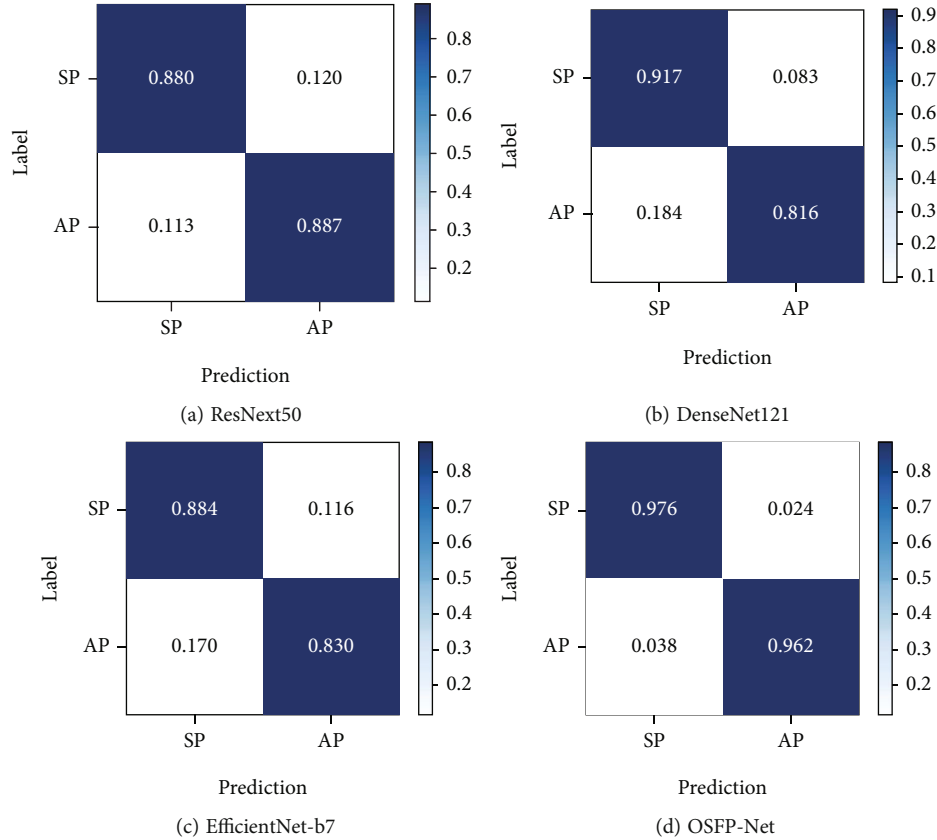 0.8
0.7
0.6
0.5
0.4
0.3
0.2
SP
AP
Label
0.880
0.120
0.113
0.887
SP
AP
Prediction
(a) ResNext50
0.9
0.8
0.7
0.6
0.5
0.4
0.3
0.2
0.1
SP
AP
Label
0.917
0.083
0.184
0.816
SP
AP
Prediction
(b) DenseNet121
0.8
0.7
0.6
0.5
0.4
0.3
0.2
SP
AP
Label
0.884
0.116
0.170
0.830
SP
AP
Prediction
(c) EfficientNet-b7
0.8
0.7
0.6
0.5
0.4
0.3
0.2
SP
AP
Label
0.976
0.024
0.038
0.962
SP
AP
Prediction
(d) OSFP-Net